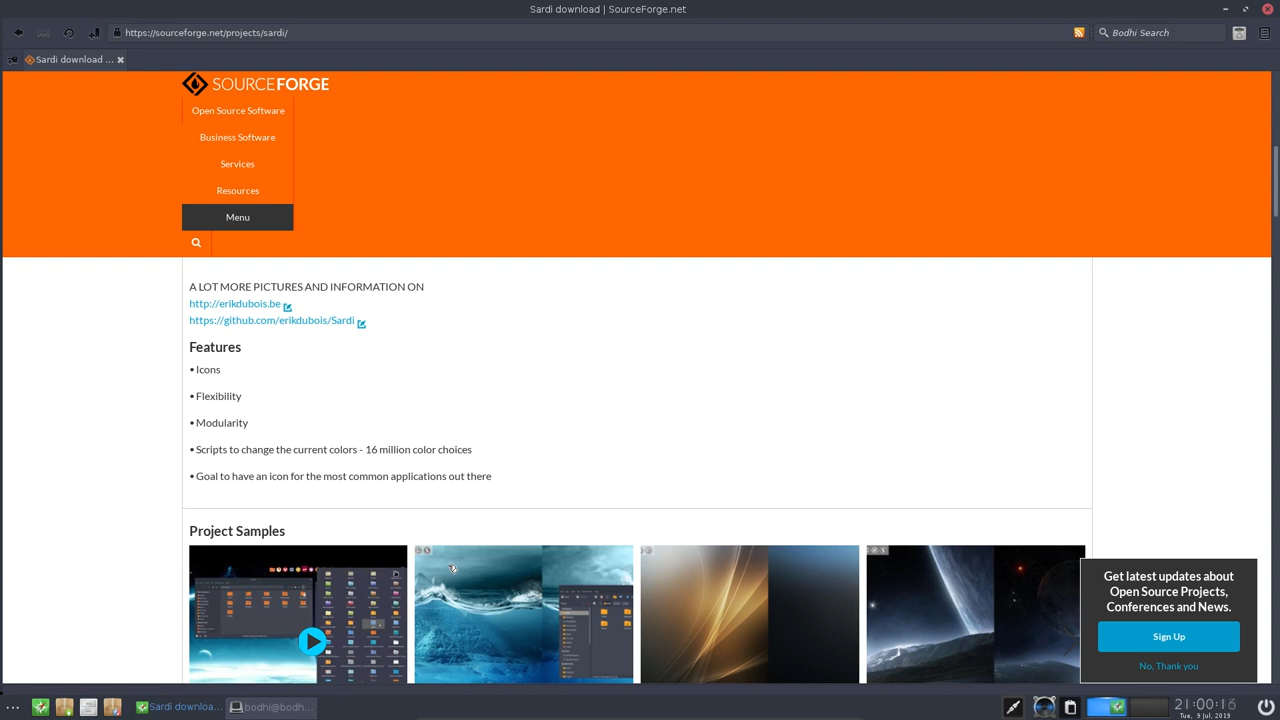 Sardi download | SourceForge.net
https://sourceforge.net/projects/sardi/
Bodhi Search
Sardi download ...
SOURCEFORGE
Open Source Software
Business Software
Services
Resources
Menu
A LOT MORE PICTURES AND INFORMATION ON
http://erikdubois.be
https://github.com/erikdubois/Sardi
Features
• Icons
• Flexibility
• Modularity
• Scripts to change the current colors - 16 million color choices
• Goal to have an icon for the most common applications out there
Project Samples
Get latest updates about
Open Source Projects,
Conferences and News.
Sign Up
No, Thank you
Sardi downloa...
bodhi@bodh...
21:00:16
Tue, 9 Jul, 2019